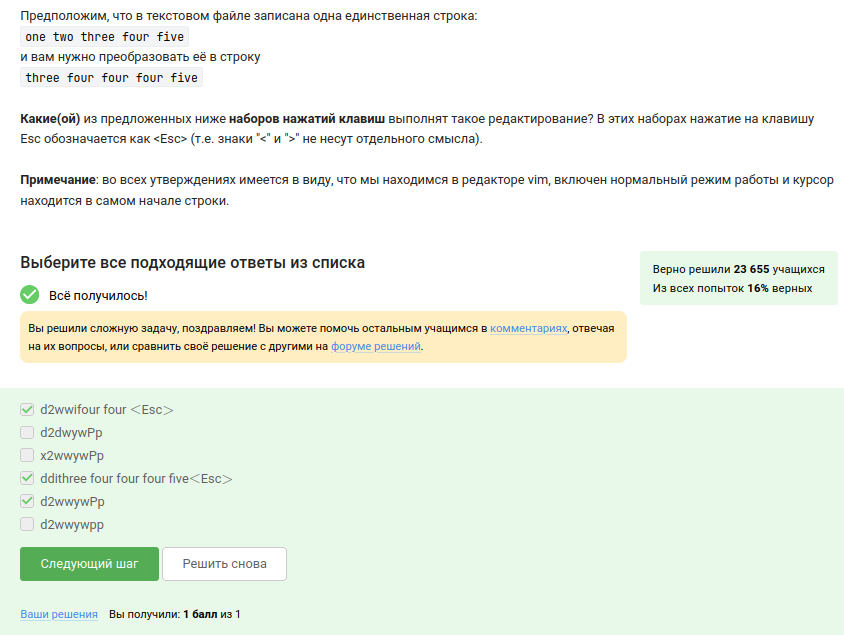 Предположим, что в текстовом файле записана одна единственная строка:
one two three four five
и вам нужно преобразовать её в строку
three four four four five
Какие(ой) из предложенных ниже наборов нажатий клавиш выполнят такое редактирование? В этих наборах нажатие на клавишу
Esc обозначается как <Esc> (т.е. знаки "<" и ">" не несут отдельного смысла).
Примечание: во всех утверждениях имеется в виду, что мы находимся в редакторе vim, включен нормальный режим работы и курсор
находится в самом начале строки.
Выберите все подходящие ответы из списка
Верно решили 23 655 учащихся
Из всех попыток 16% верных
Всё получилось!
Вы решили сложную задачу, поздравляем! Вы можете помочь остальным учащимся в комментариях, отвечая
на их вопросы, или сравнить своё решение с другими на форуме решений.
d2wwifour four <Esc>
d2dwywPp
x2wwywPp
ddithree four four four five<Esc>
d2wwywPp
d2wwywpp
Следующий шаг
Решить снова
Ваши решения Вы получили: 1 балл из 1